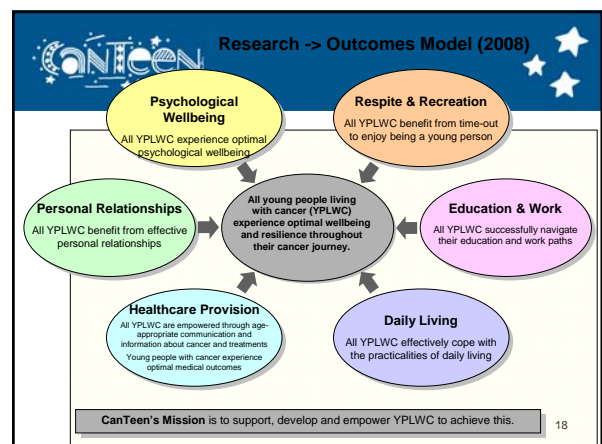 CANTEEN
Research -> Outcomes Model (2008)
Psychological
Wellbeing
All YPLWC experience optimal
psychological wellbeing
Respite & Recreation
All YPLWC benefit from time-out
to enjoy being a young person
Personal Relationships
All YPLWC benefit from effective
personal relationships
All young people living
with cancer (YPLWC)
experience optimal wellbeing
and resilience throughout
their cancer journey.
Education & Work
All YPLWC successfully navigate
their education and work paths
Healthcare Provision
All YPLWC are empowered through age-
appropriate communication and
information about cancer and treatments
Young people with cancer experience
optimal medical outcomes
Daily Living
All YPLWC effectively cope with
the practicalities of daily living
CanTeen's Mission is to support, develop and empower YPLWC to achieve this.
18